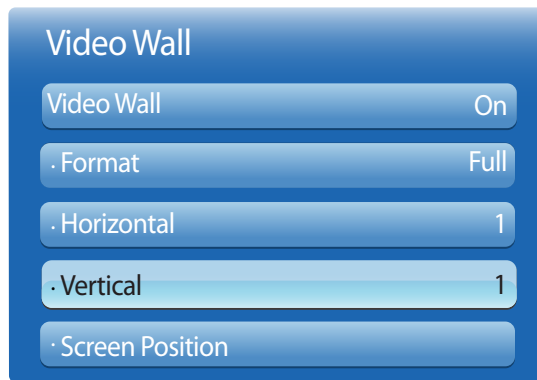 Video Wall
Video Wall On
· Format Full
· Horizontal 1
· Vertical 1
· Screen Position